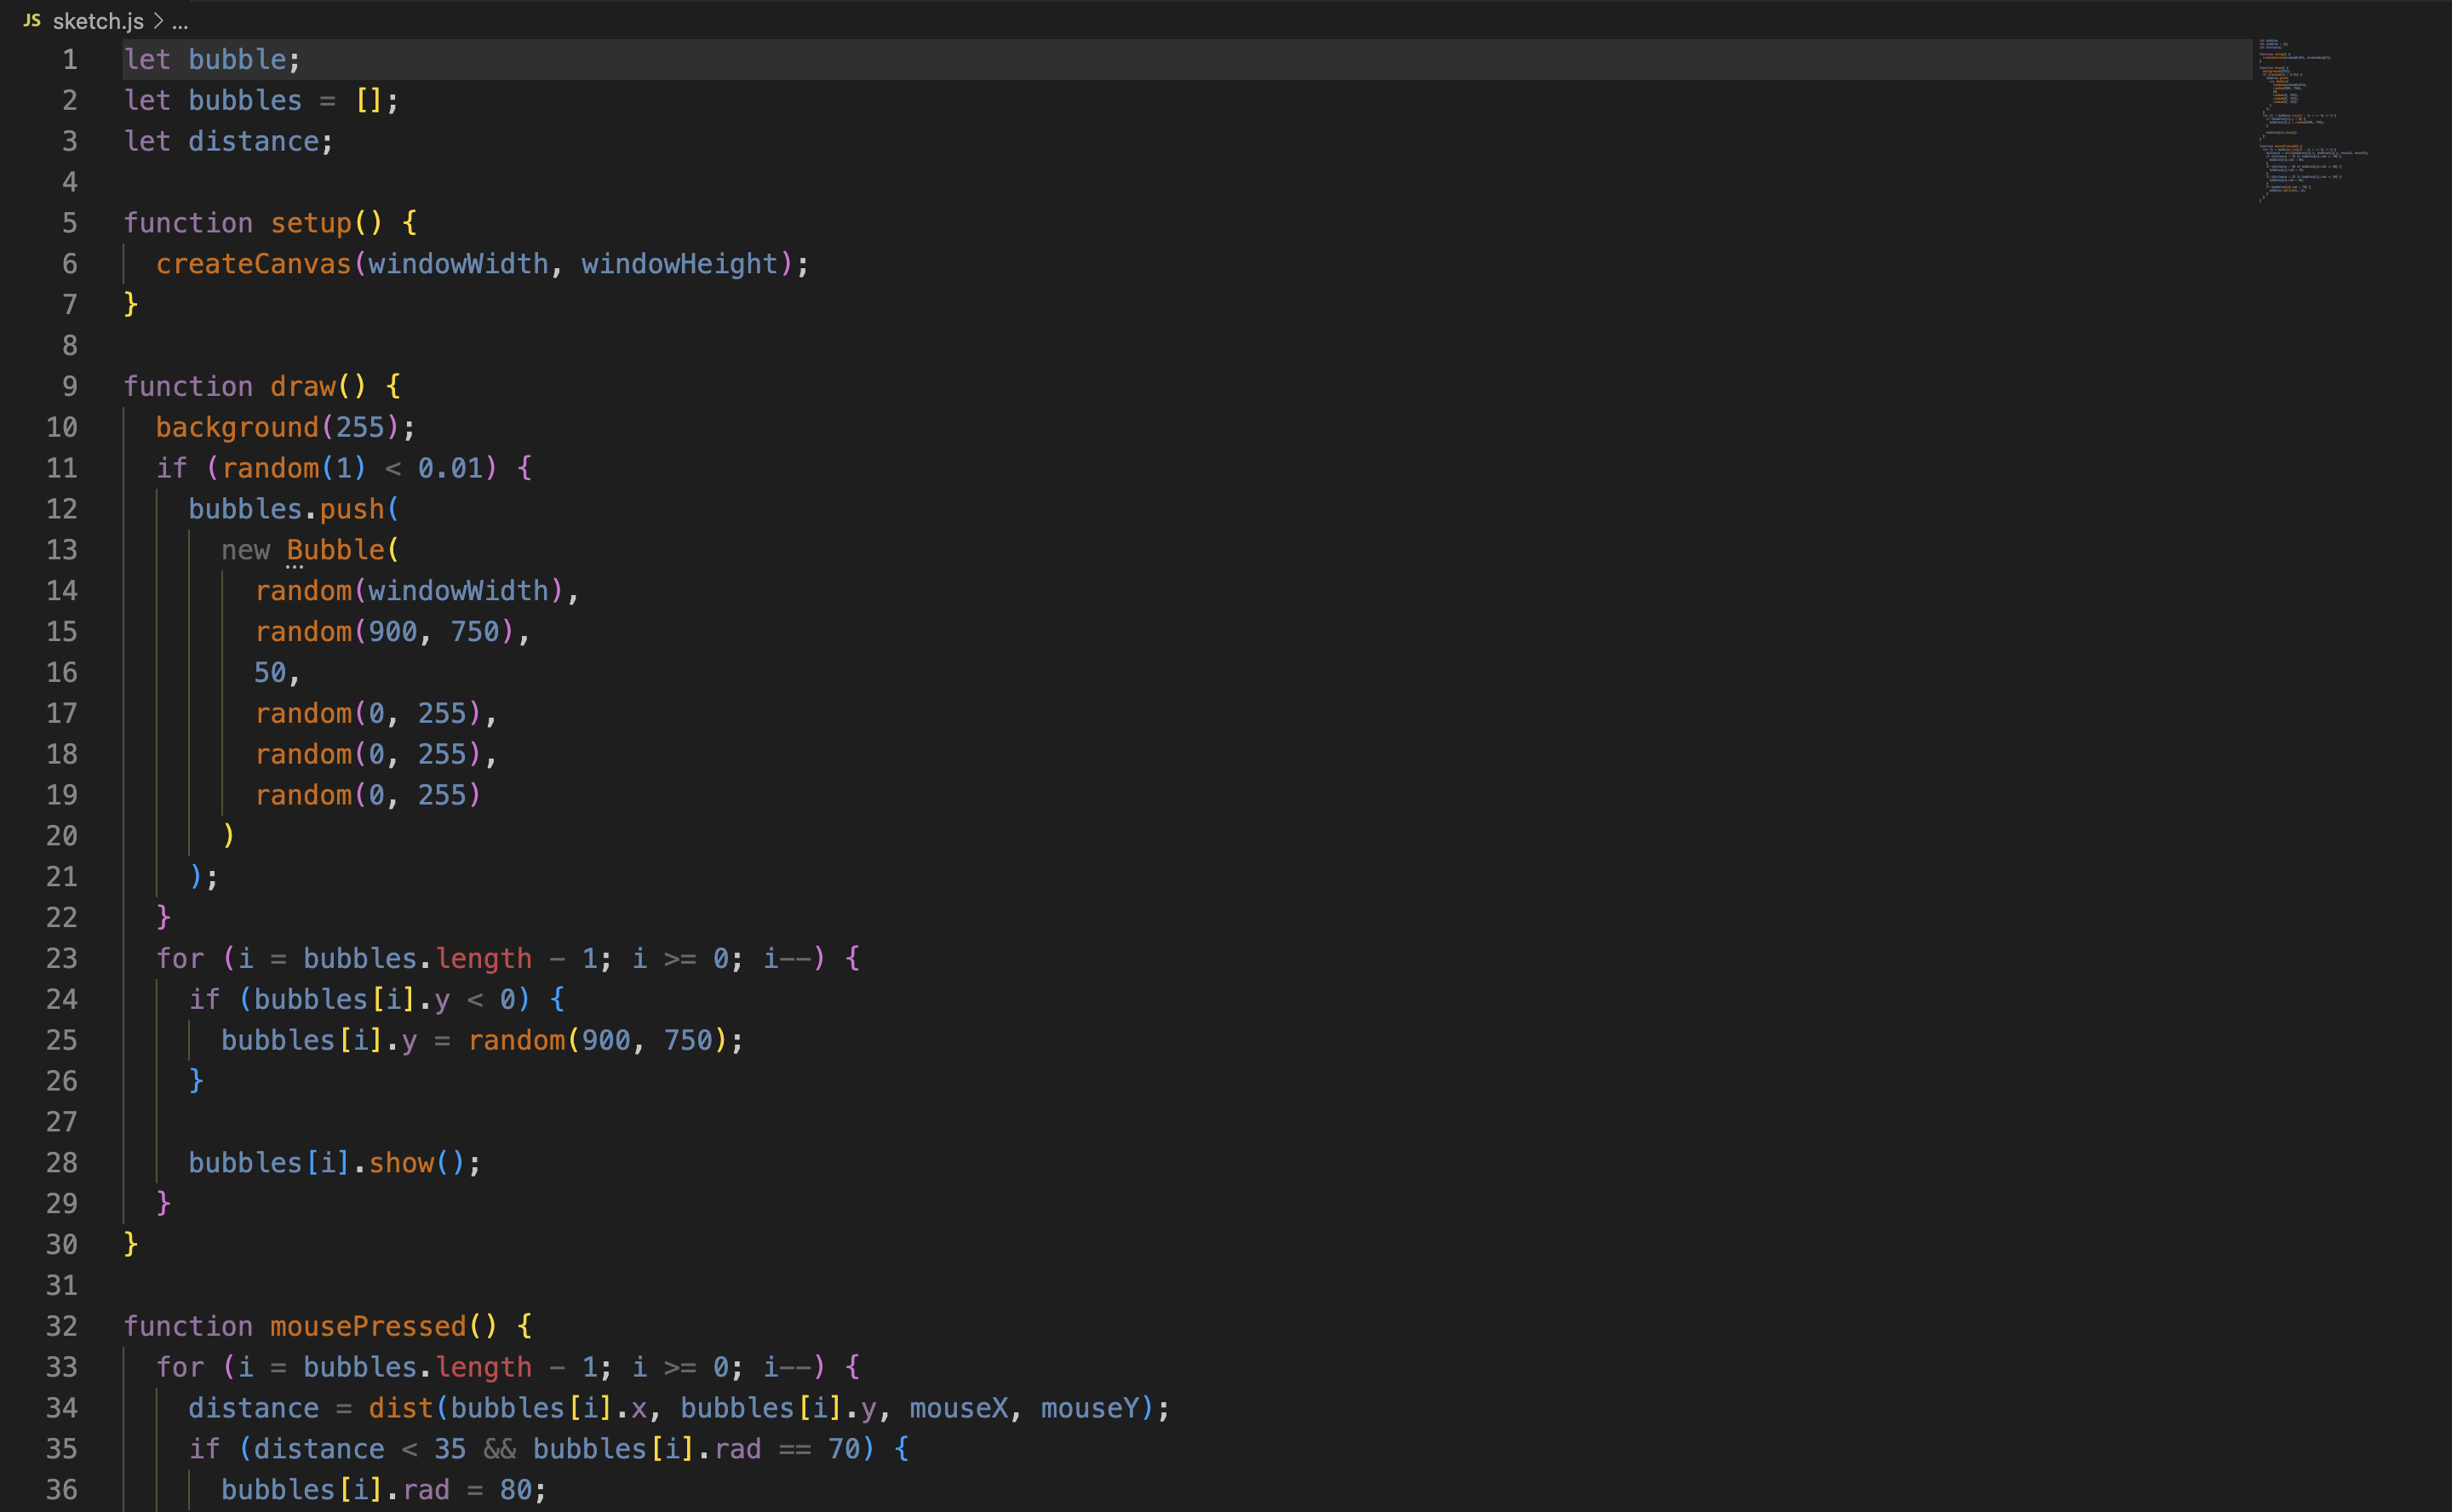 JS sketch.js > ...
1 let bubble;
2 let bubbles = [];
3 let distance;
4
5 function setup() {
6   createCanvas(windowWidth, windowHeight);
7 }
8
9 function draw() {
10   background(255);
11   if (random(1) < 0.01) {
12     bubbles.push(
13       new Bubble(
14         random(windowWidth),
15         random(900, 750),
16         50,
17         random(0, 255),
18         random(0, 255),
19         random(0, 255)
20       )
21     );
22   }
23   for (i = bubbles.length - 1; i >= 0; i--) {
24     if (bubbles[i].y < 0) {
25       bubbles[i].y = random(900, 750);
26     }
27
28     bubbles[i].show();
29   }
30 }
31
32 function mousePressed() {
33   for (i = bubbles.length - 1; i >= 0; i--) {
34     distance = dist(bubbles[i].x, bubbles[i].y, mouseX, mouseY);
35     if (distance < 35 && bubbles[i].rad == 70) {
36       bubbles[i].rad = 80;